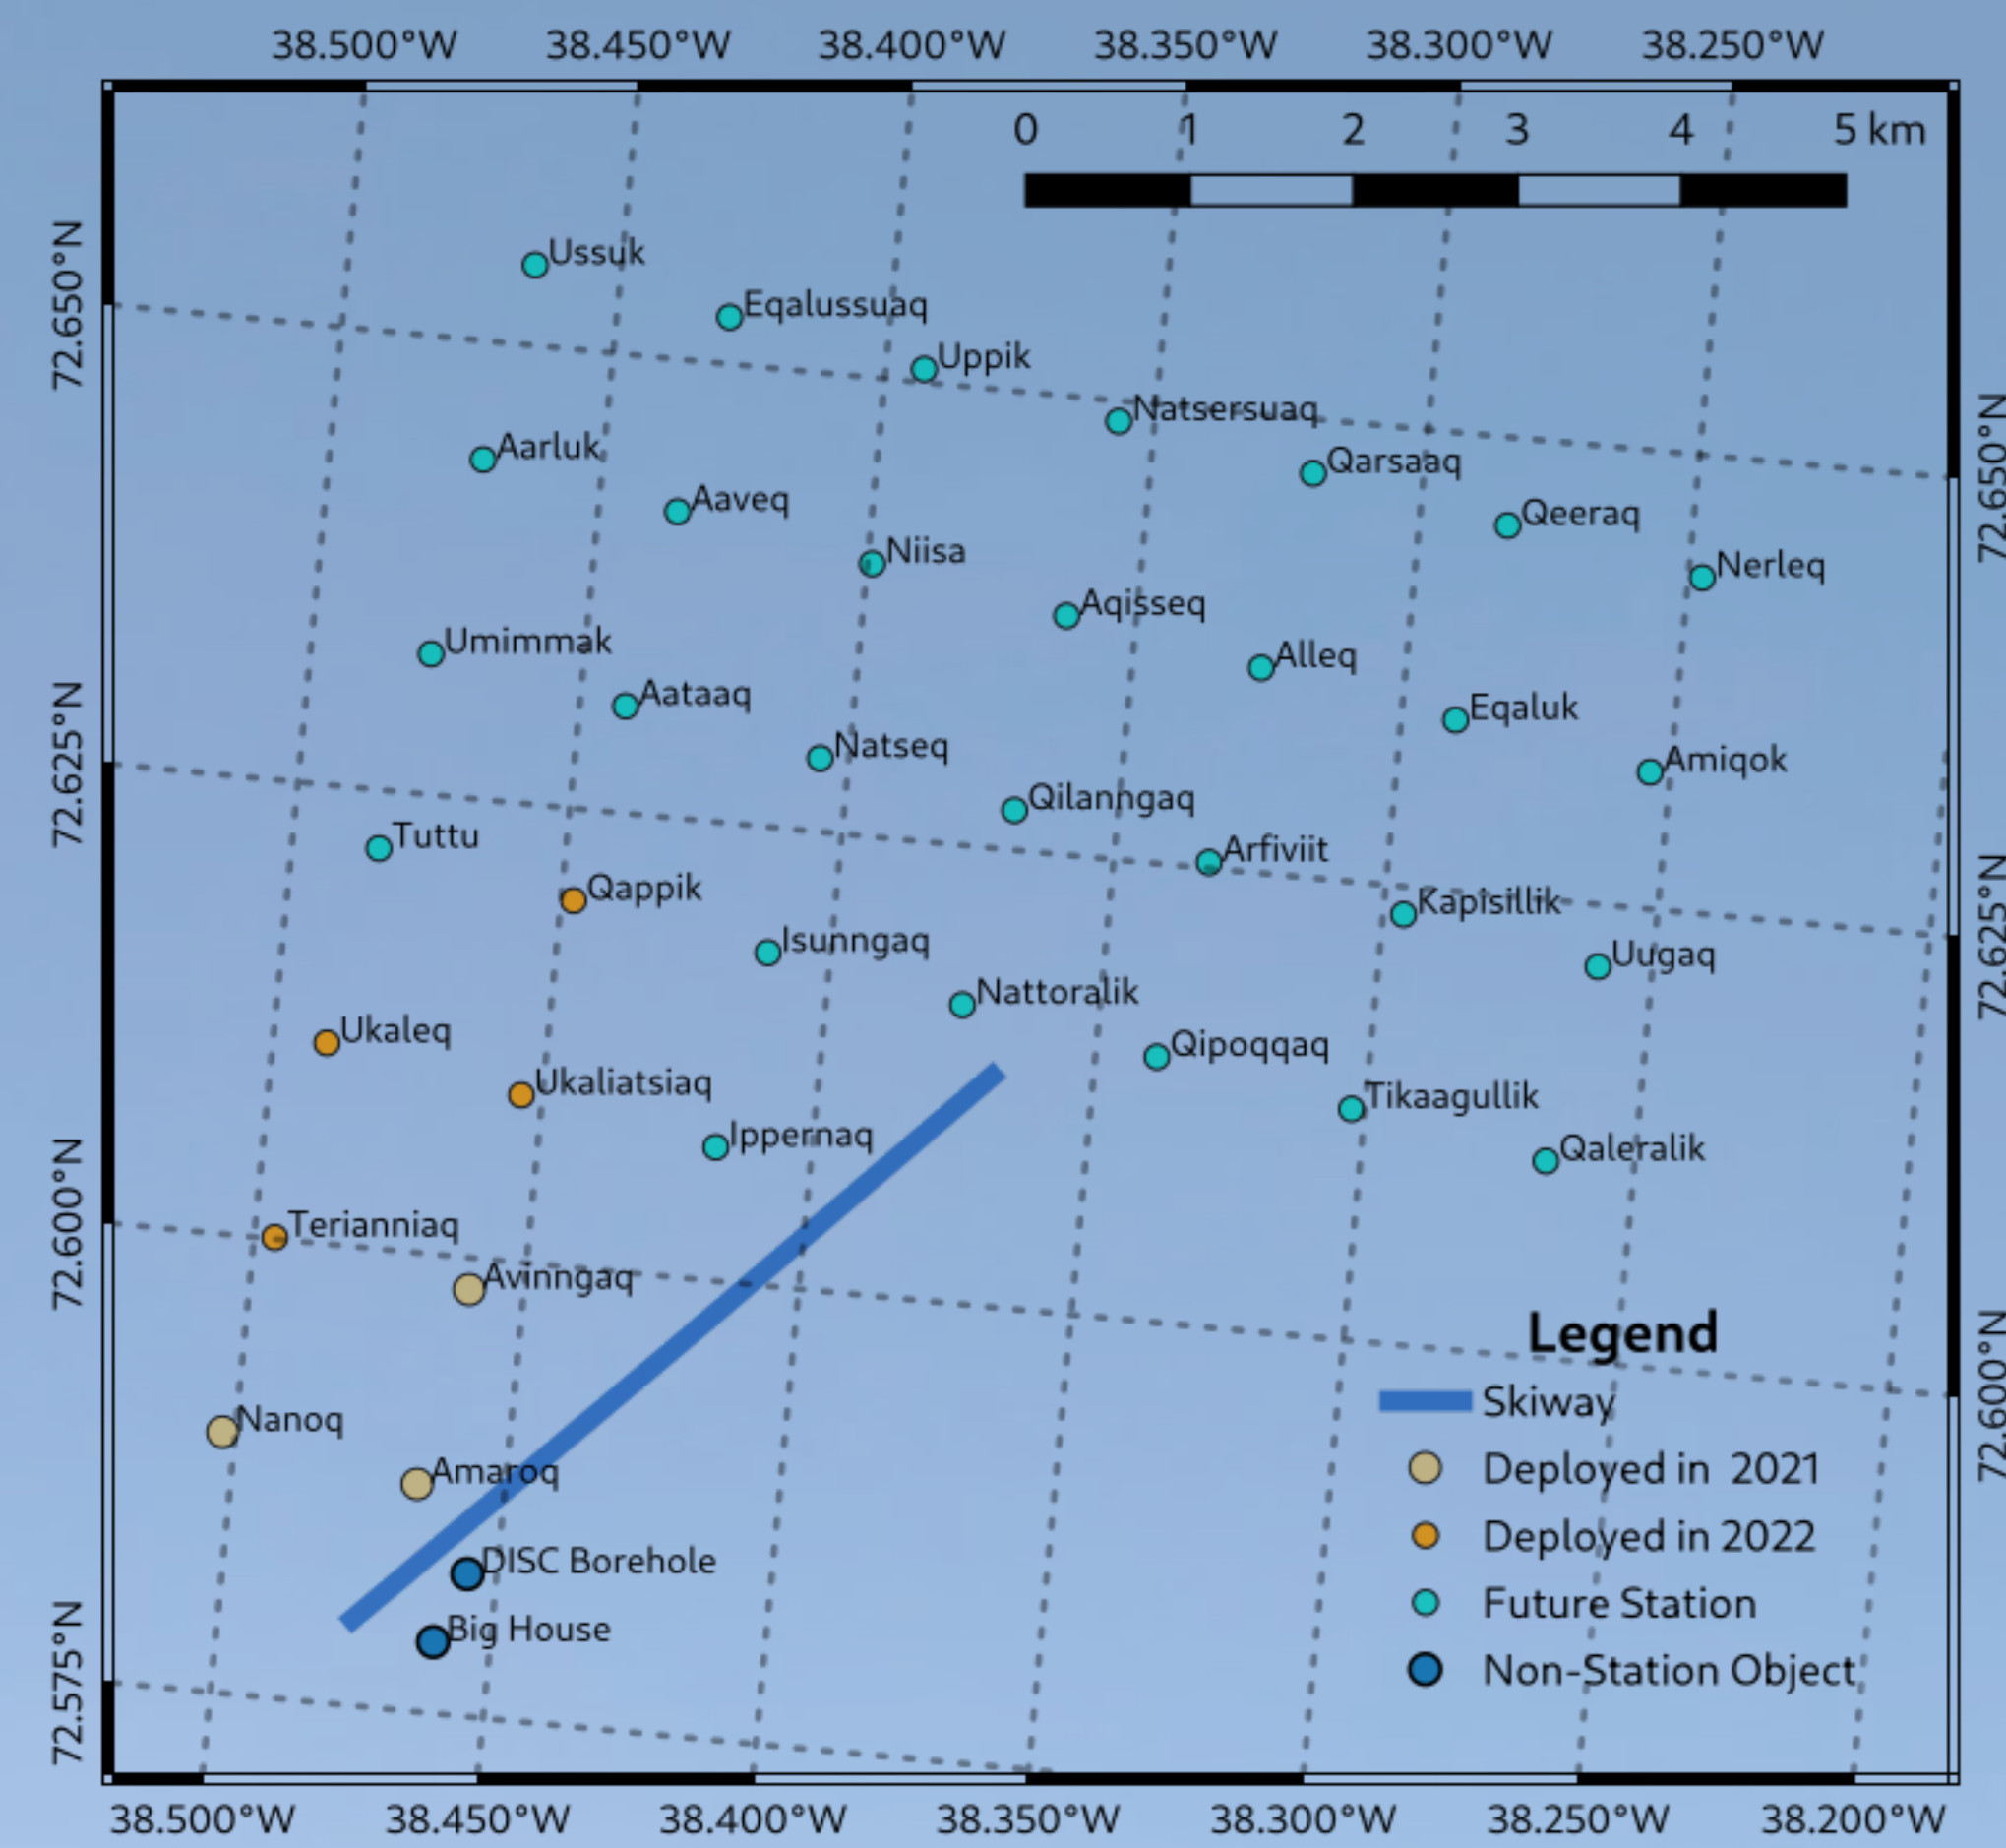 38.500°W 38.450°W 38.400°W 38.350°W 38.300°W 38.250°W
0 1 2 3 4 5 km
72.650°N
72.625°N
72.600°N
72.575°N
Ussuk
Eqalussuaq
Uppik
Natsersuaq
Qarsaaq
Qeeraq
Nerleq
Aarluk
Aaveq
Niisa
Aqisseq
Alleq
Eqaluk
Amiqok
Umimmak
Aataaq
Natseq
Qilanngaq
Arfiviit
Kapisillik
Uugaq
Tuttu
Qappik
Isunngaq
Nattoralik
Qipoqqaq
Tikaagullik
Qaleralik
Ukaleq
Ukaliatsiaq
Ippernaq
Terianniaq
Avinngaq
Nanoq
Amaroq
DISC Borehole
Big House
Legend
Skiway
Deployed in 2021
Deployed in 2022
Future Station
Non-Station Object
72.650°N
72.625°N
72.600°N
38.500°W 38.450°W 38.400°W 38.350°W 38.300°W 38.250°W 38.200°W